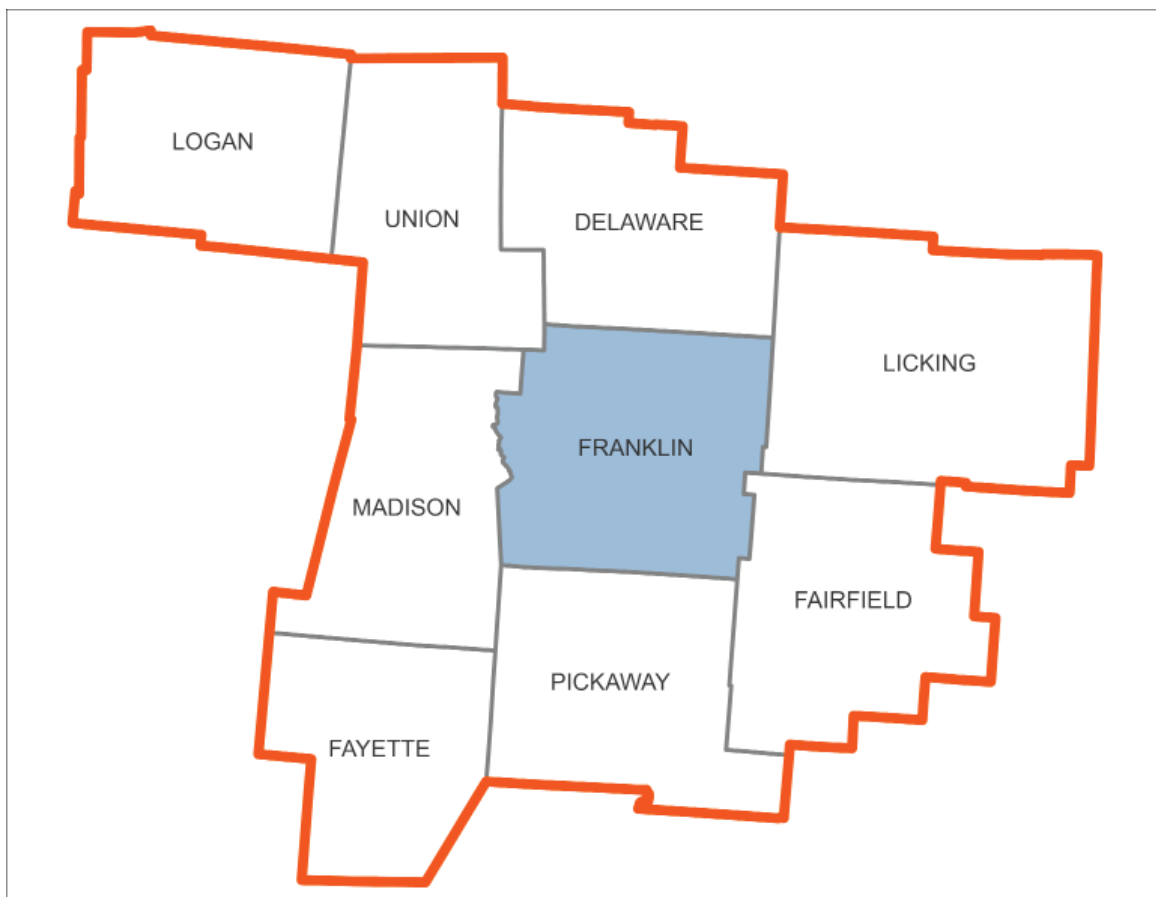 LOGAN
UNION
DELAWARE
LICKING
FRANKLIN
MADISON
FAIRFIELD
PICKAWAY
FAYETTE